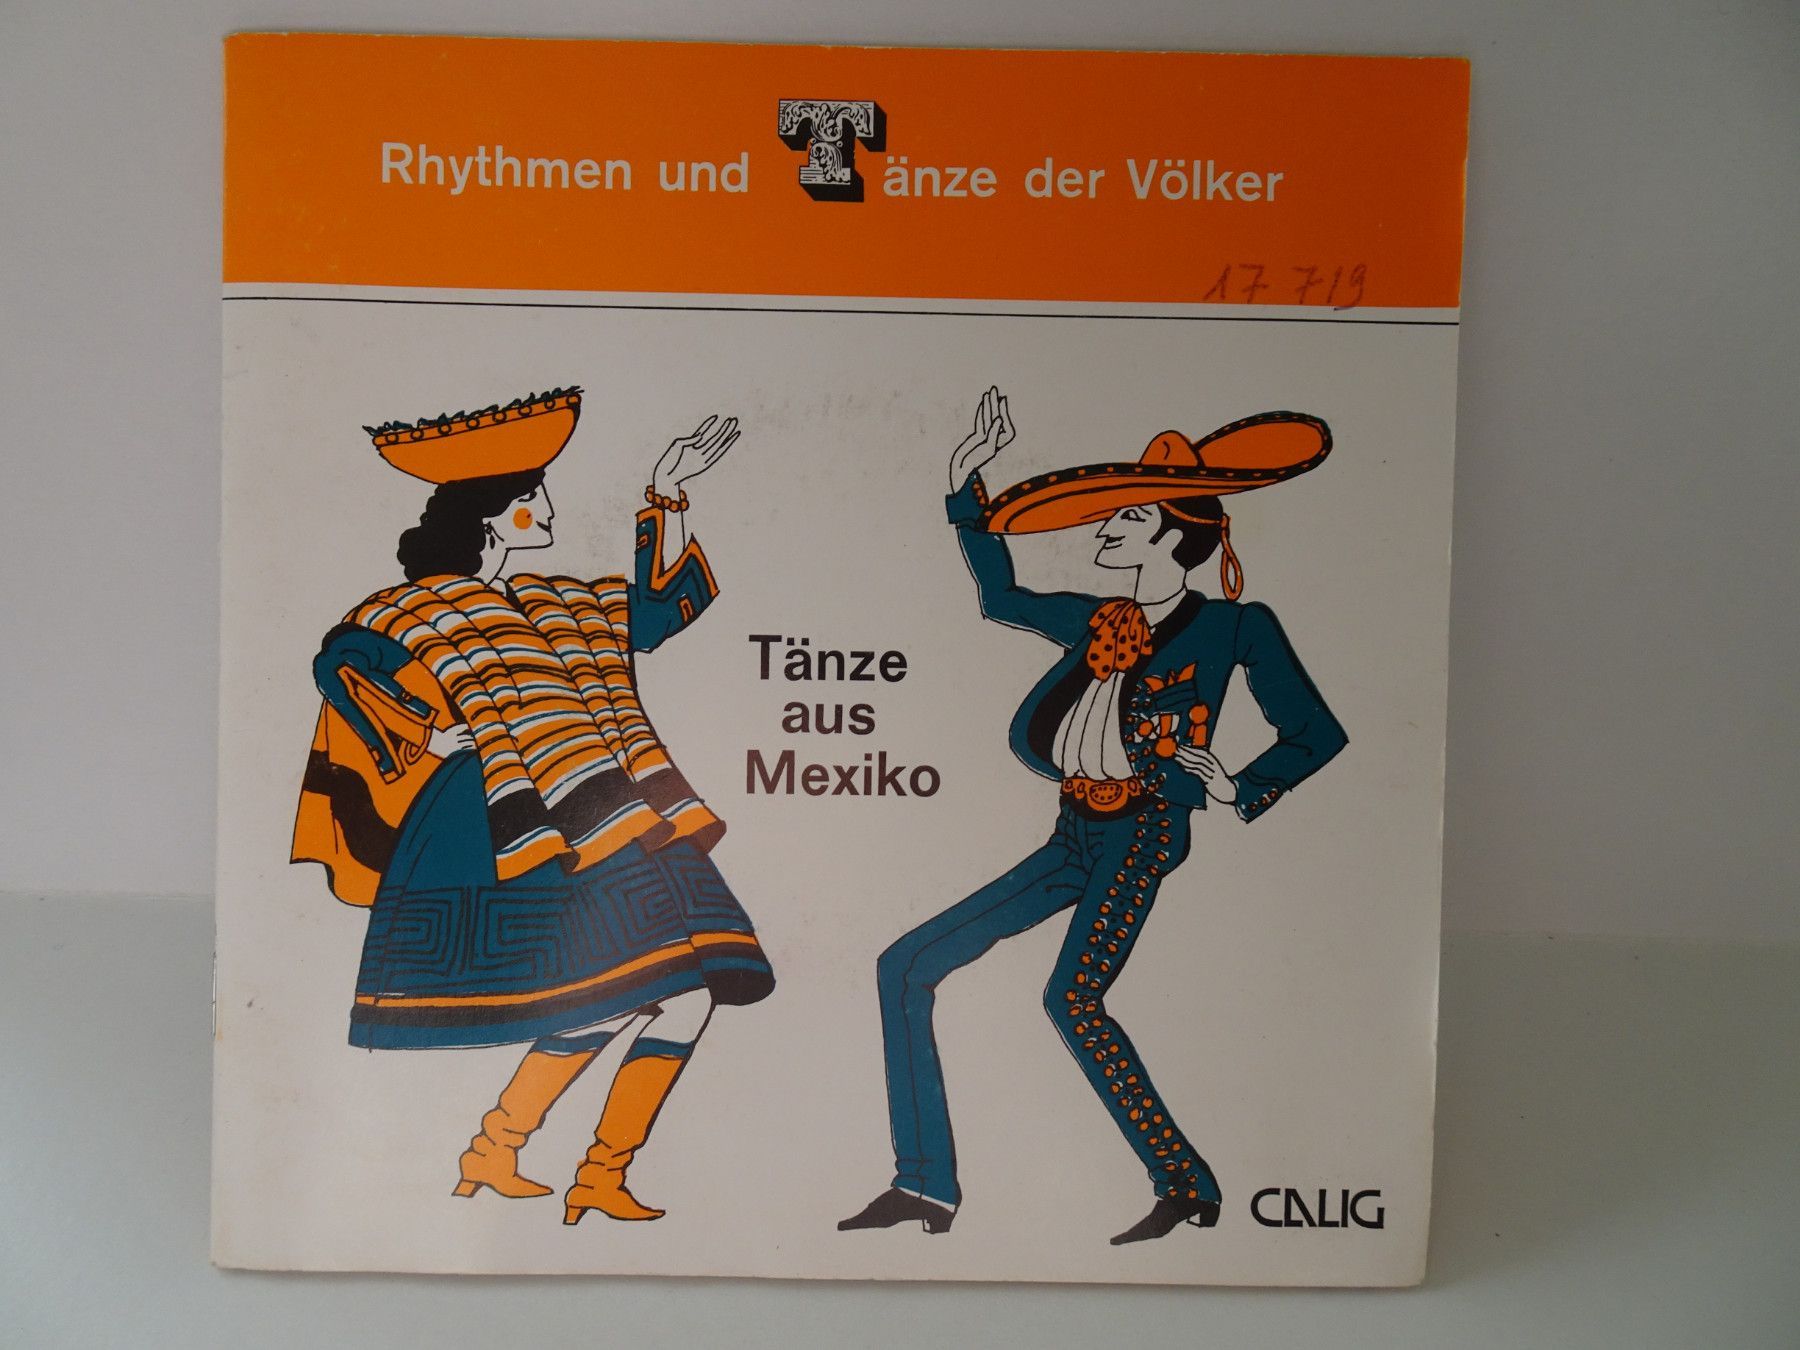 Rhythmen und Tänze der Völker
17 719
Tänze
aus
Mexiko
CALIG